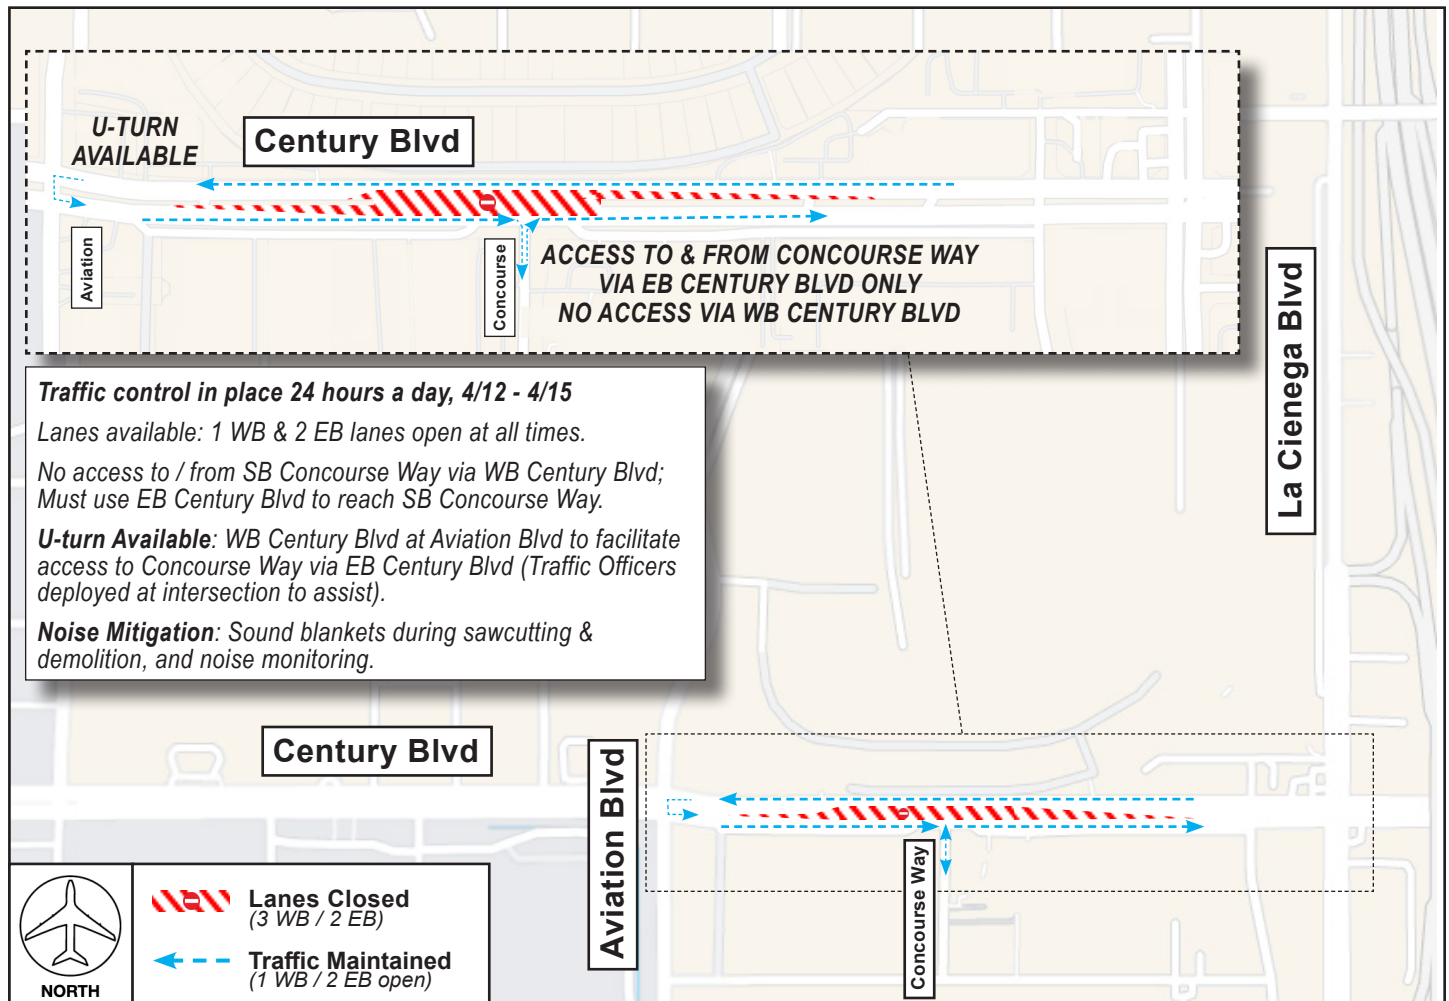 U-TURN
AVAILABLE
Century Blvd
Aviation
Concourse
ACCESS TO & FROM CONCOURSE WAY
VIA EB CENTURY BLVD ONLY
NO ACCESS VIA WB CENTURY BLVD
La Cienega Blvd
Traffic control in place 24 hours a day, 4/12 - 4/15
Lanes available: 1 WB & 2 EB lanes open at all times.
No access to / from SB Concourse Way via WB Century Blvd;
Must use EB Century Blvd to reach SB Concourse Way.
U-turn Available: WB Century Blvd at Aviation Blvd to facilitate
access to Concourse Way via EB Century Blvd (Traffic Officers
deployed at intersection to assist).
Noise Mitigation: Sound blankets during sawcutting &
demolition, and noise monitoring.
Century Blvd
Aviation Blvd
Concourse Way
NORTH
Lanes Closed
(3 WB / 2 EB)
Traffic Maintained
(1 WB / 2 EB open)